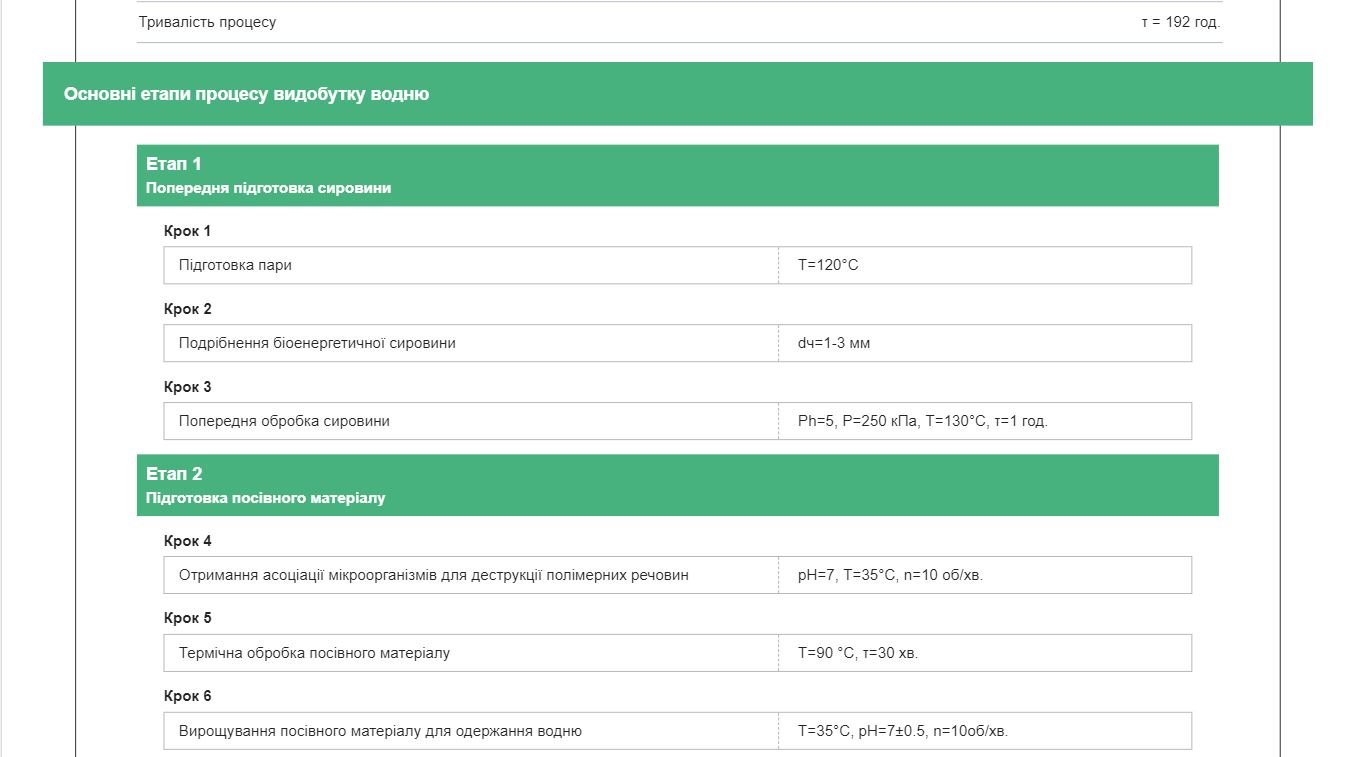 Тривалість процесу τ = 192 год.
Основні етапи процесу видобутку водню
Етап 1
Попередня підготовка сировини
Крок 1
Підготовка пари T=120°C
Крок 2
Подрібнення біоенергетичної сировини dч=1-3 мм
Крок 3
Попередня обробка сировини Ph=5, P=250 кПа, T=130°C, τ=1 год.
Етап 2
Підготовка посівного матеріалу
Крок 4
Отримання асоціації мікроорганізмів для деструкції полімерних речовин pH=7, T=35°C, n=10 об/хв.
Крок 5
Термічна обробка посівного матеріалу T=90 °C, τ=30 хв.
Крок 6
Вирощування посівного матеріалу для одержання водню T=35°C, pH=7±0.5, n=10об/хв.